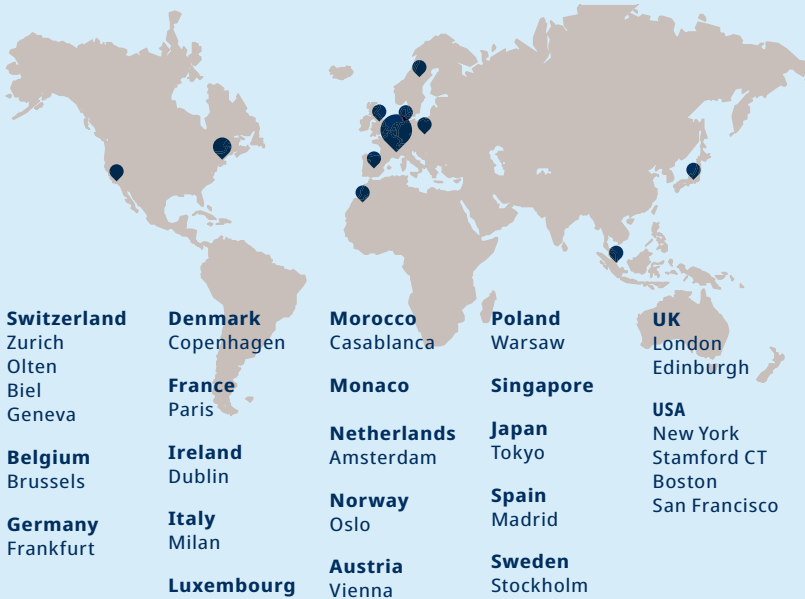 Switzerland
Zurich
Olten
Biel
Geneva
Belgium
Brussels
Germany
Frankfurt
Denmark
Copenhagen
France
Paris
Ireland
Dublin
Italy
Milan
Luxembourg
Morocco
Casablanca
Monaco
Netherlands
Amsterdam
Norway
Oslo
Austria
Vienna
Poland
Warsaw
Singapore
Japan
Tokyo
Spain
Madrid
Sweden
Stockholm
UK
London
Edinburgh
USA
New York
Stamford CT
Boston
San Francisco